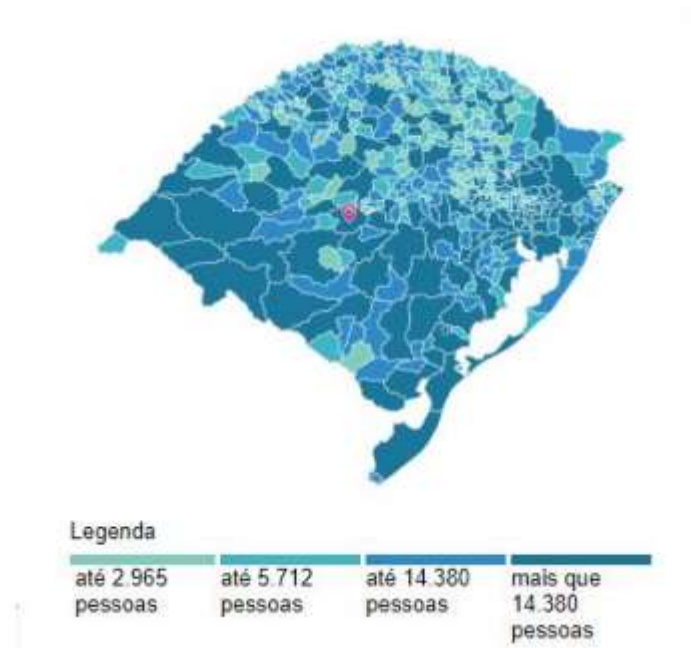 Legenda
até 2.965
pessoas
até 5.712
pessoas
até 14.380
pessoas
mais que
14.380
pessoas